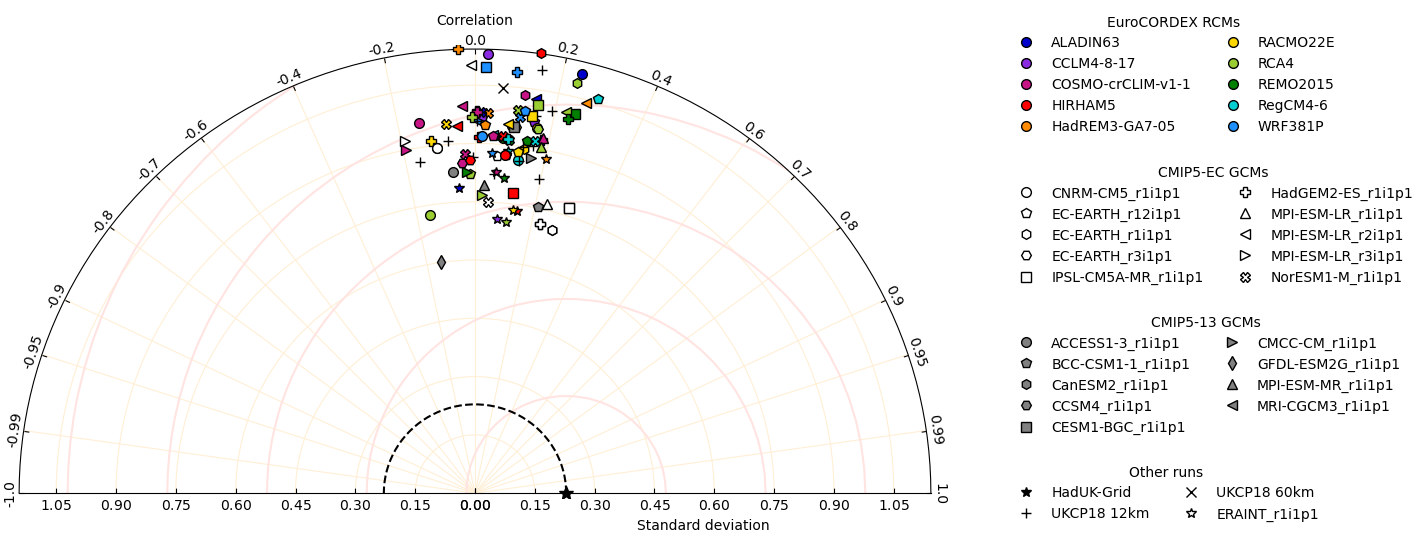 Correlation
-1.0
-0.99
-0.95
-0.9
-0.8
-0.7
-0.6
-0.4
-0.2
0.0
0.2
0.4
0.6
0.7
0.8
0.9
0.95
0.99
1.0
1.05 0.90 0.75 0.60 0.45 0.30 0.15 0.00 0.15 0.30 0.45 0.60 0.75 0.90 1.05
Standard deviation
EuroCORDEX RCMs
ALADIN63 RACMO22E
CCLM4-8-17 RCA4
COSMO-crCLIM-v1-1 REMO2015
HIRHAM5 RegCM4-6
HadREM3-GA7-05 WRF381P
CMIP5-EC GCMs
CNRM-CM5_r1i1p1 HadGEM2-ES_r1i1p1
EC-EARTH_r12i1p1 MPI-ESM-LR_r1i1p1
EC-EARTH_r1i1p1 MPI-ESM-LR_r2i1p1
EC-EARTH_r3i1p1 MPI-ESM-LR_r3i1p1
IPSL-CM5A-MR_r1i1p1 NorESM1-M_r1i1p1
CMIP5-13 GCMs
ACCESS1-3_r1i1p1 CMCC-CM_r1i1p1
BCC-CSM1-1_r1i1p1 GFDL-ESM2G_r1i1p1
CanESM2_r1i1p1 MPI-ESM-MR_r1i1p1
CCSM4_r1i1p1 MRI-CGCM3_r1i1p1
CESM1-BGC_r1i1p1
Other runs
HadUK-Grid UKCP18 60km
UKCP18 12km ERAINT_r1i1p1